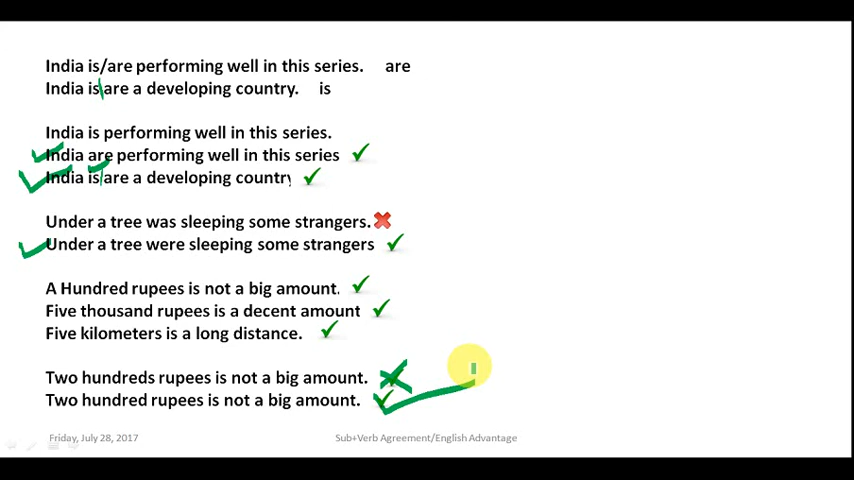 India is/are performing well in this series. are
India is are a developing country. is
India is performing well in this series.
India are performing well in this series
India is are a developing country
Under a tree was sleeping some strangers.
Under a tree were sleeping some strangers
A Hundred rupees is not a big amount.
Five thousand rupees is a decent amount
Five kilometers is a long distance.
Two hundreds rupees is not a big amount.
Two hundred rupees is not a big amount.
Friday, July 28, 2017 Sub+Verb Agreement/English Advantage